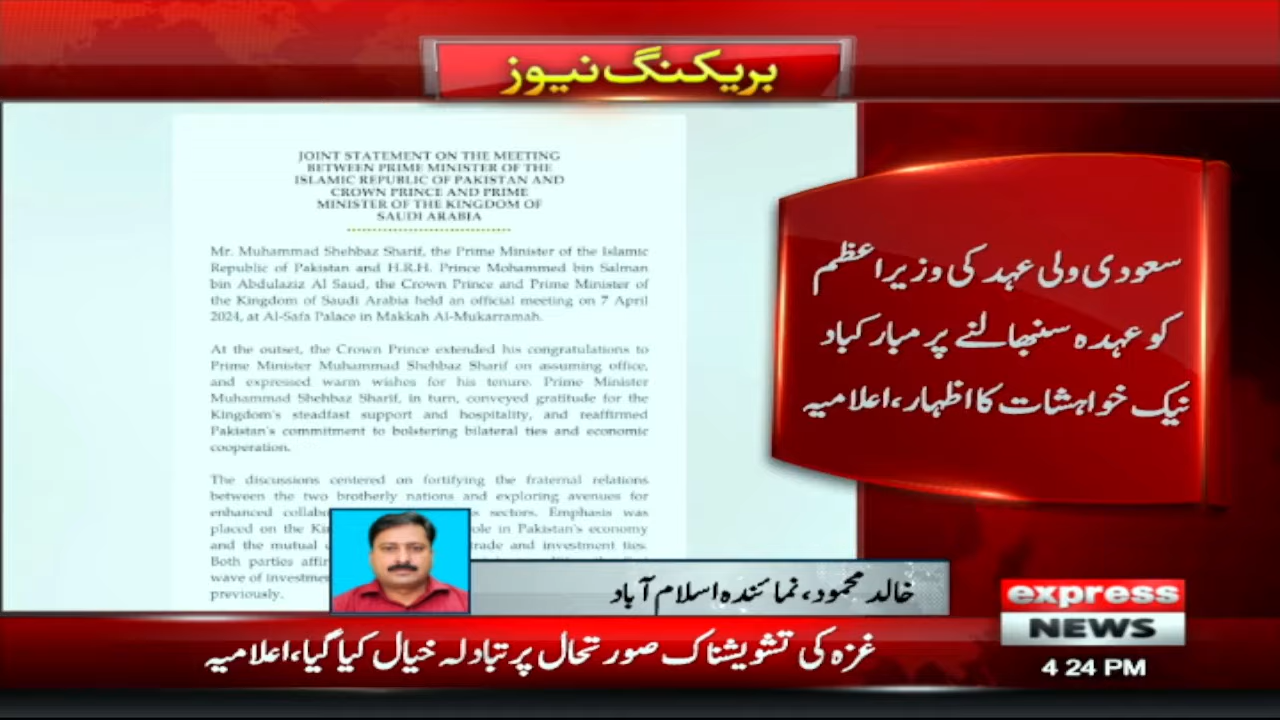 بریکنگ نیوز
JOINT STATEMENT ON THE MEETING
BETWEEN PRIME MINISTER OF THE
ISLAMIC REPUBLIC OF PAKISTAN AND
CROWN PRINCE AND PRIME
MINISTER OF THE KINGDOM OF
SAUDI ARABIA
Mr. Muhammad Shehbaz Sharif, the Prime Minister of the Islamic
Republic of Pakistan and H.R.H. Prince Mohammed bin Salman
bin Abdulaziz Al Saud, the Crown Prince and Prime Minister of
the Kingdom of Saudi Arabia held an official meeting on 7 April
2024, at Al-Safa Palace in Makkah Al-Mukarramah.
At the outset, the Crown Prince extended his congratulations to
Prime Minister Muhammad Shehbaz Sharif on assuming office,
and expressed warm wishes for his tenure. Prime Minister
Muhammad Shehbaz Sharif, in turn, conveyed gratitude for the
Kingdom's steadfast support and hospitality, and reaffirmed
Pakistan's commitment to bolstering bilateral ties and economic
cooperation.
The discussions centered on fortifying the fraternal relations
between the two brotherly nations and exploring avenues for
enhanced sectors. Emphasis was
placed on the in Pakistan's economy
and the mutual trade and investment ties.
Both parties
wave of
previously.
سعودی ولی عہد کی وزیراعظم
کو عہدہ سنبھالنے پر مبارکباد
نیک خواہشات کا اظہار، اعلامیہ
خالد محمود، نمائندہ اسلام آباد
غزہ کی تشویشناک صورتحال پر تبادلہ خیال کیا گیا، اعلامیہ
express
NEWS
4:24 PM